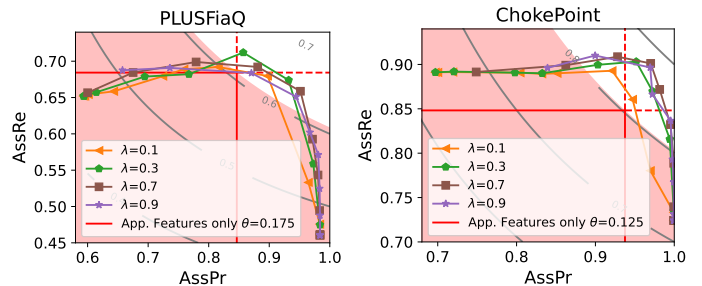 PLUSFiaQ
AssRe
0.70
0.65
0.60
0.55
0.50
0.45
0.7
0.6
0.5
λ=0.1
λ=0.3
λ=0.7
λ=0.9
App. Features only θ=0.175
0.6 0.7 0.8 0.9 1.0
AssPr
ChokePoint
AssRe
0.90
0.85
0.80
0.75
0.70
λ=0.1
λ=0.3
λ=0.7
λ=0.9
App. Features only θ=0.125
0.7 0.8 0.9 1.0
AssPr